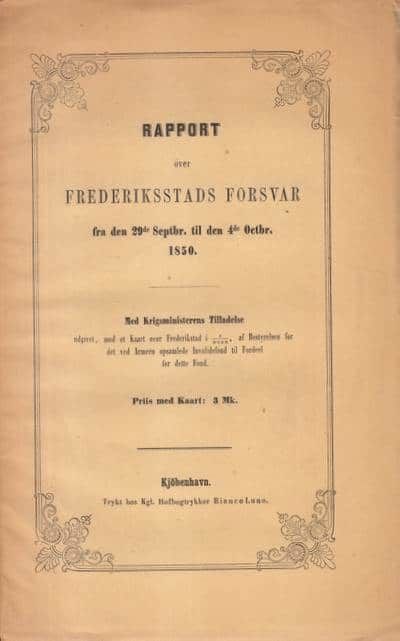 RAPPORT
over
FREDERIKSSTADS FORSVAR
fra den 29de Septbr. til den 4de Octbr.
1850.
Med Krigsministerens Tilladelse
udgivet, med et Kaart over Frederikstad i af Bestyrelsen for
det ved Armeen opsamlede Invalidefond til Fordeel
for dette Fond.
Priis med Kaart: 3 Mk.
Kjöbenhavn.
Trykt hos Kgl. Hofbogtrykker Bianco Luno.